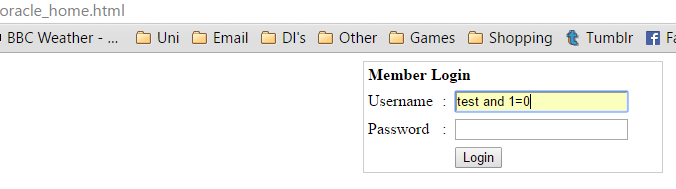 oracle_home.html
BBC Weather - ... Uni Email DI's Other Games Shopping Tumblr
Member Login
Username : test and 1=0
Password :
Login